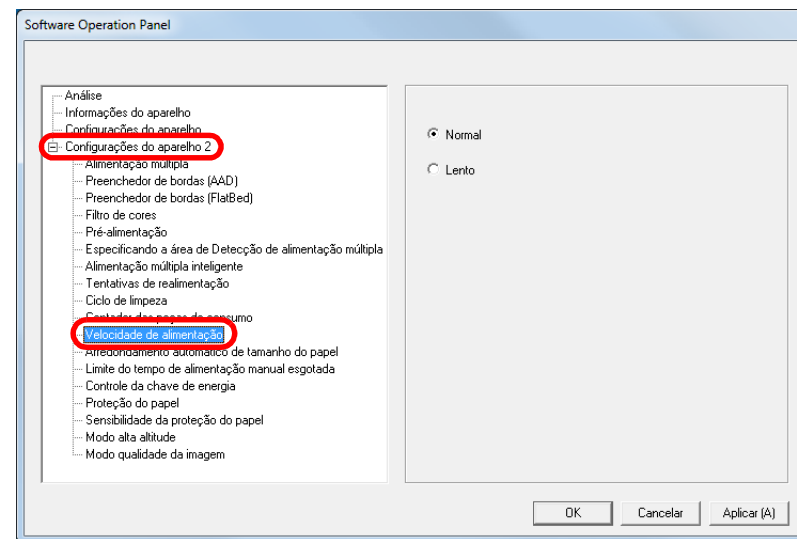 Software Operation Panel
Análise
Informações do aparelho
Configurações do aparelho
Configurações do aparelho 2
Alimentação múltipla
Preenchedor de bordas (AAD)
Preenchedor de bordas (FlatBed)
Filtro de cores
Pré-alimentação
Especificando a área de Detecção de alimentação múltipla
Alimentação múltipla inteligente
Tentativas de realimentação
Ciclo de limpeza
Contador das peças de consumo
Velocidade de alimentação
Arredondamento automático de tamanho do papel
Limite do tempo de alimentação manual esgotada
Controle da chave de energia
Proteção do papel
Sensibilidade da proteção do papel
Modo alta altitude
Modo qualidade da imagem
Normal
Lento
OK
Cancelar
Aplicar (A)